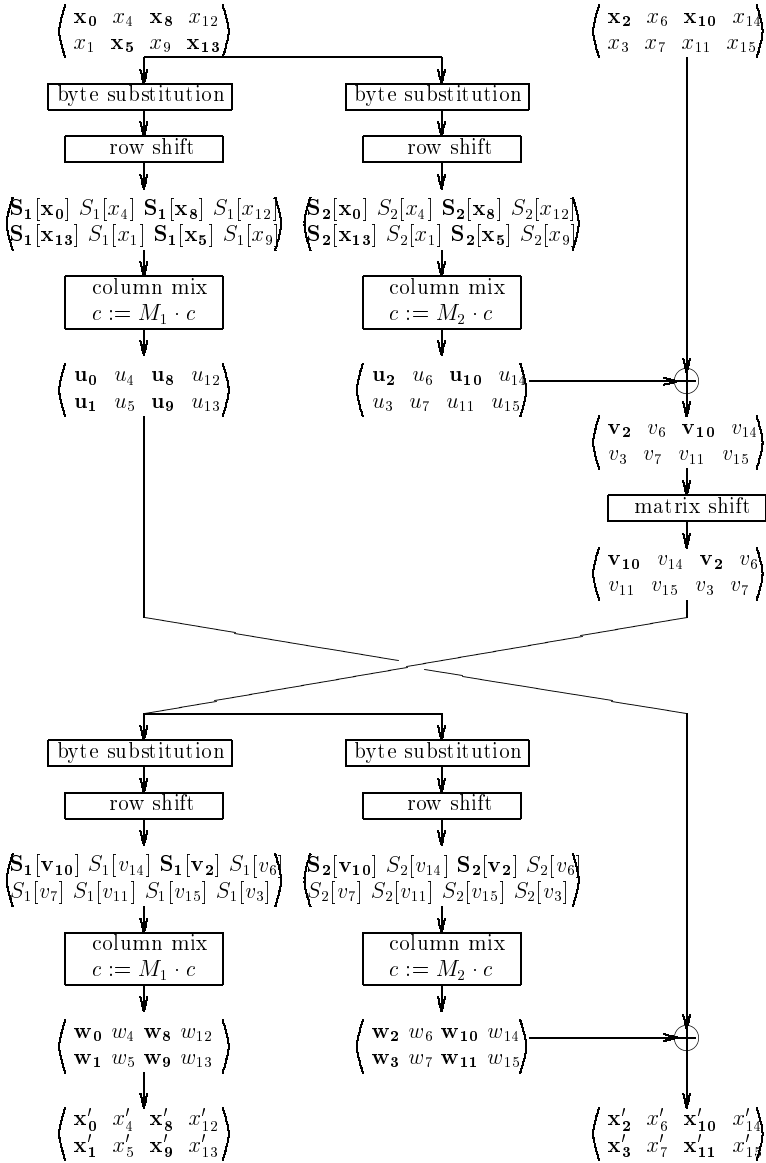 x₀ x₄ x₈ x₁₂ x₂ x₆ x₁₀ x₁₄
x₁ x₅ x₉ x₁₃ x₃ x₇ x₁₁ x₁₅
byte substitution byte substitution
row shift row shift
S₁[x₀] S₁[x₄] S₁[x₈] S₁[x₁₂] S₂[x₀] S₂[x₄] S₂[x₈] S₂[x₁₂]
S₁[x₁₃] S₁[x₁] S₁[x₅] S₁[x₉] S₂[x₁₃] S₂[x₁] S₂[x₅] S₂[x₉]
column mix column mix
c := M₁ · c c := M₂ · c
u₀ u₄ u₈ u₁₂ u₂ u₆ u₁₀ u₁₄
u₁ u₅ u₉ u₁₃ u₃ u₇ u₁₁ u₁₅
v₂ v₆ v₁₀ v₁₄
v₃ v₇ v₁₁ v₁₅
matrix shift
v₁₀ v₁₄ v₂ v₆
v₁₁ v₁₅ v₃ v₇
byte substitution byte substitution
row shift row shift
S₁[v₁₀] S₁[v₁₄] S₁[v₂] S₁[v₆] S₂[v₁₀] S₂[v₁₄] S₂[v₂] S₂[v₆]
S₁[v₇] S₁[v₁₁] S₁[v₁₅] S₁[v₃] S₂[v₇] S₂[v₁₁] S₂[v₁₅] S₂[v₃]
column mix column mix
c := M₁ · c c := M₂ · c
w₀ w₄ w₈ w₁₂ w₂ w₆ w₁₀ w₁₄
w₁ w₅ w₉ w₁₃ w₃ w₇ w₁₁ w₁₅
x′₀ x′₄ x′₈ x′₁₂ x′₂ x′₆ x′₁₀ x′₁₄
x′₁ x′₅ x′₉ x′₁₃ x′₃ x′₇ x′₁₁ x′₁₅